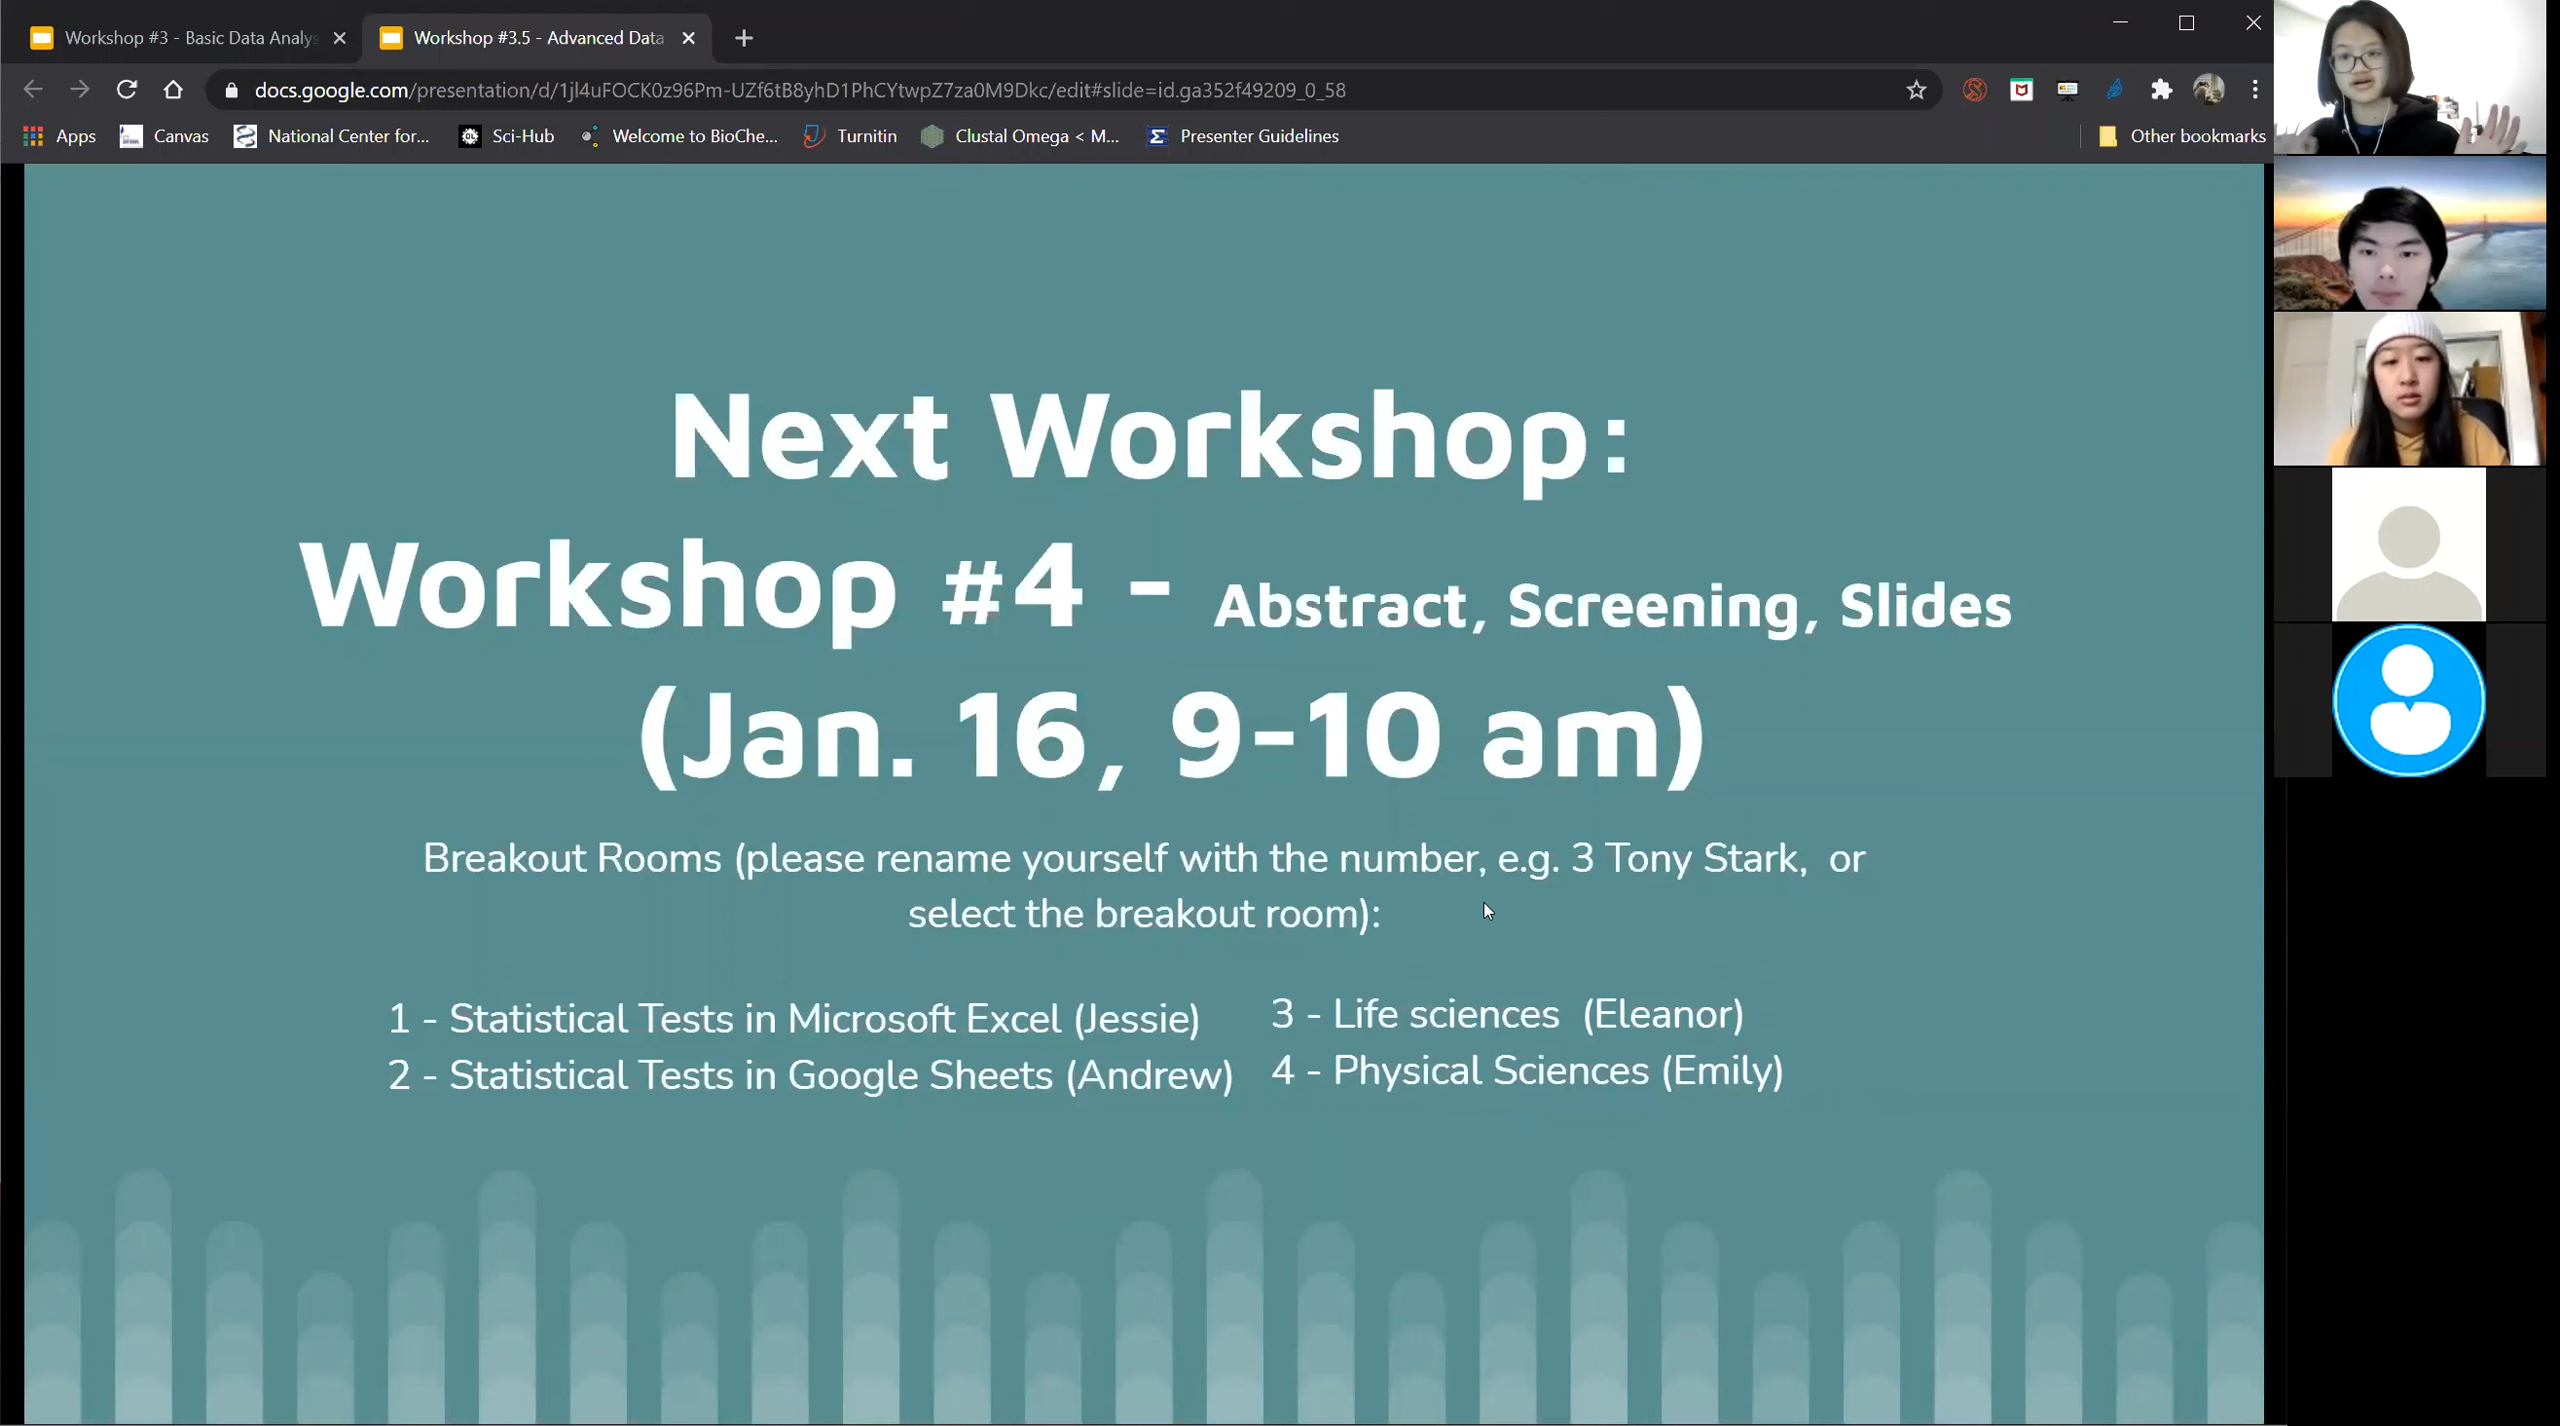 Workshop #3 - Basic Data Analys
Workshop #3.5 - Advanced Data
docs.google.com/presentation/d/1jl4uFOCK0z96Pm-UZf6tB8yhD1PhCYtwpZ7za0M9Dkc/edit#slide=id.ga352f49209_0_58
Apps Canvas National Center for... Sci-Hub Welcome to BioChe... Turnitin Clustal Omega < M... Presenter Guidelines Other bookmarks
Next Workshop:
Workshop #4 - Abstract, Screening, Slides
(Jan. 16, 9-10 am)
Breakout Rooms (please rename yourself with the number, e.g. 3 Tony Stark, or
select the breakout room):
1 - Statistical Tests in Microsoft Excel (Jessie)
2 - Statistical Tests in Google Sheets (Andrew)
3 - Life sciences (Eleanor)
4 - Physical Sciences (Emily)